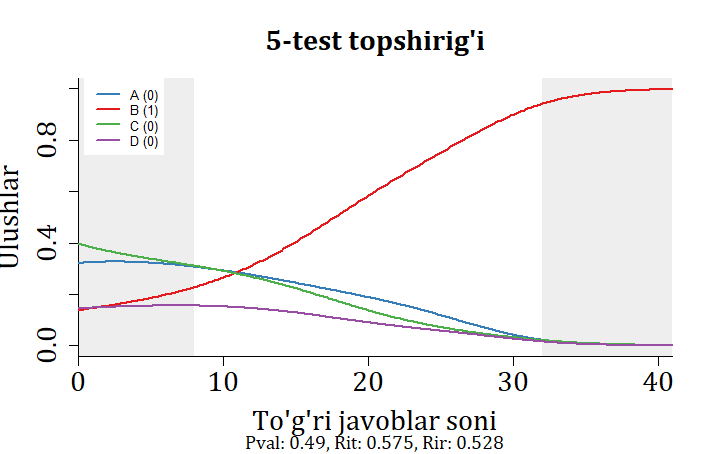 5-test topshirig'i
A (0)
B (1)
C (0)
D (0)
Ulushlar
0.8
0.4
0.0
0 10 20 30 40
To'g'ri javoblar soni
Pval: 0.49, Rit: 0.575, Rir: 0.528